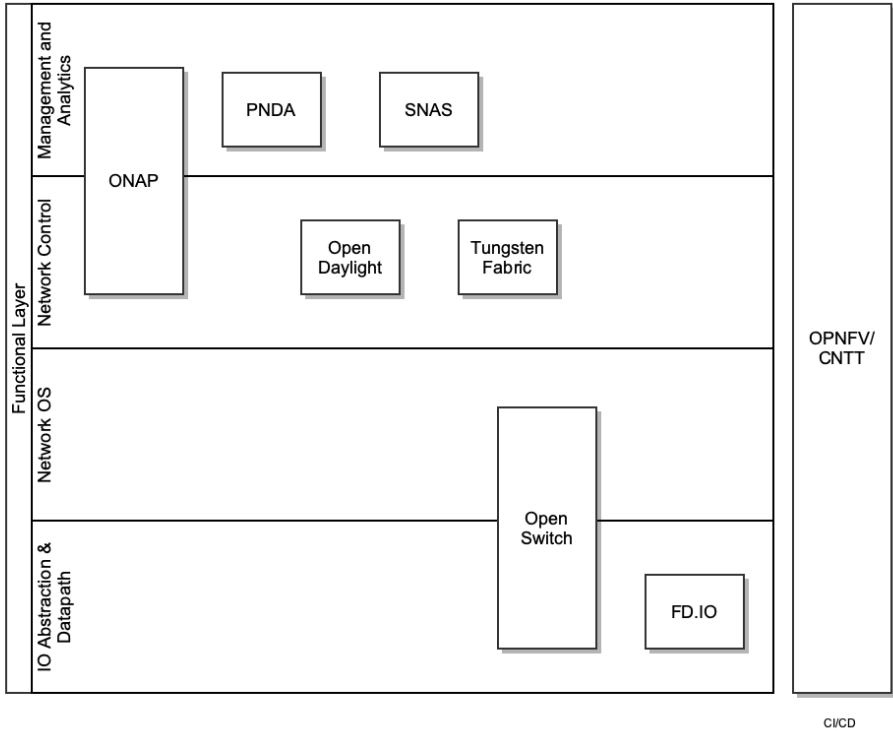 Functional Layer
Management and
Analytics
ONAP
PNDA
SNAS
Network Control
Open
Daylight
Tungsten
Fabric
Network OS
Open
Switch
IO Abstraction &
Datapath
FD.IO
OPNFV/
CNTT
CI/CD